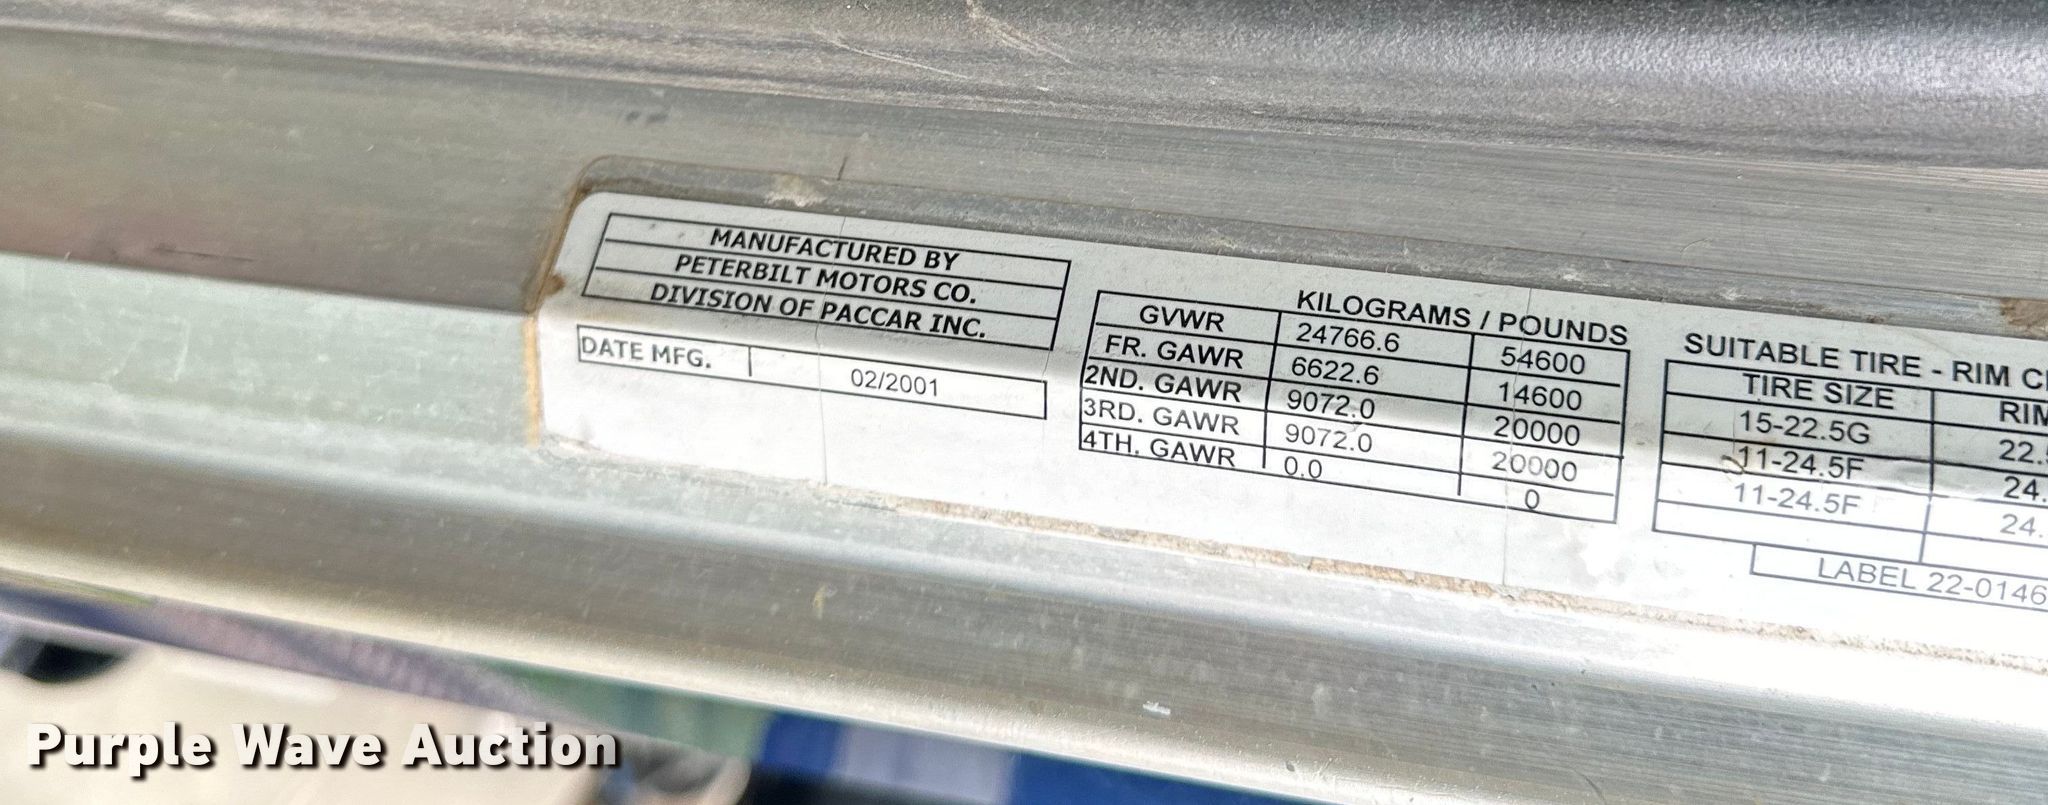 MANUFACTURED BY
PETERBILT MOTORS CO.
DIVISION OF PACCAR INC.
DATE MFG. 02/2001
KILOGRAMS / POUNDS
GVWR 24766.6 54600
FR. GAWR 6622.6 14600
2ND. GAWR 9072.0 20000
3RD. GAWR 9072.0 20000
4TH. GAWR 0.0 0
SUITABLE TIRE - RIM
TIRE SIZE
15-22.5G
11-24.5F
11-24.5F
LABEL 22-0146
Purple Wave Auction